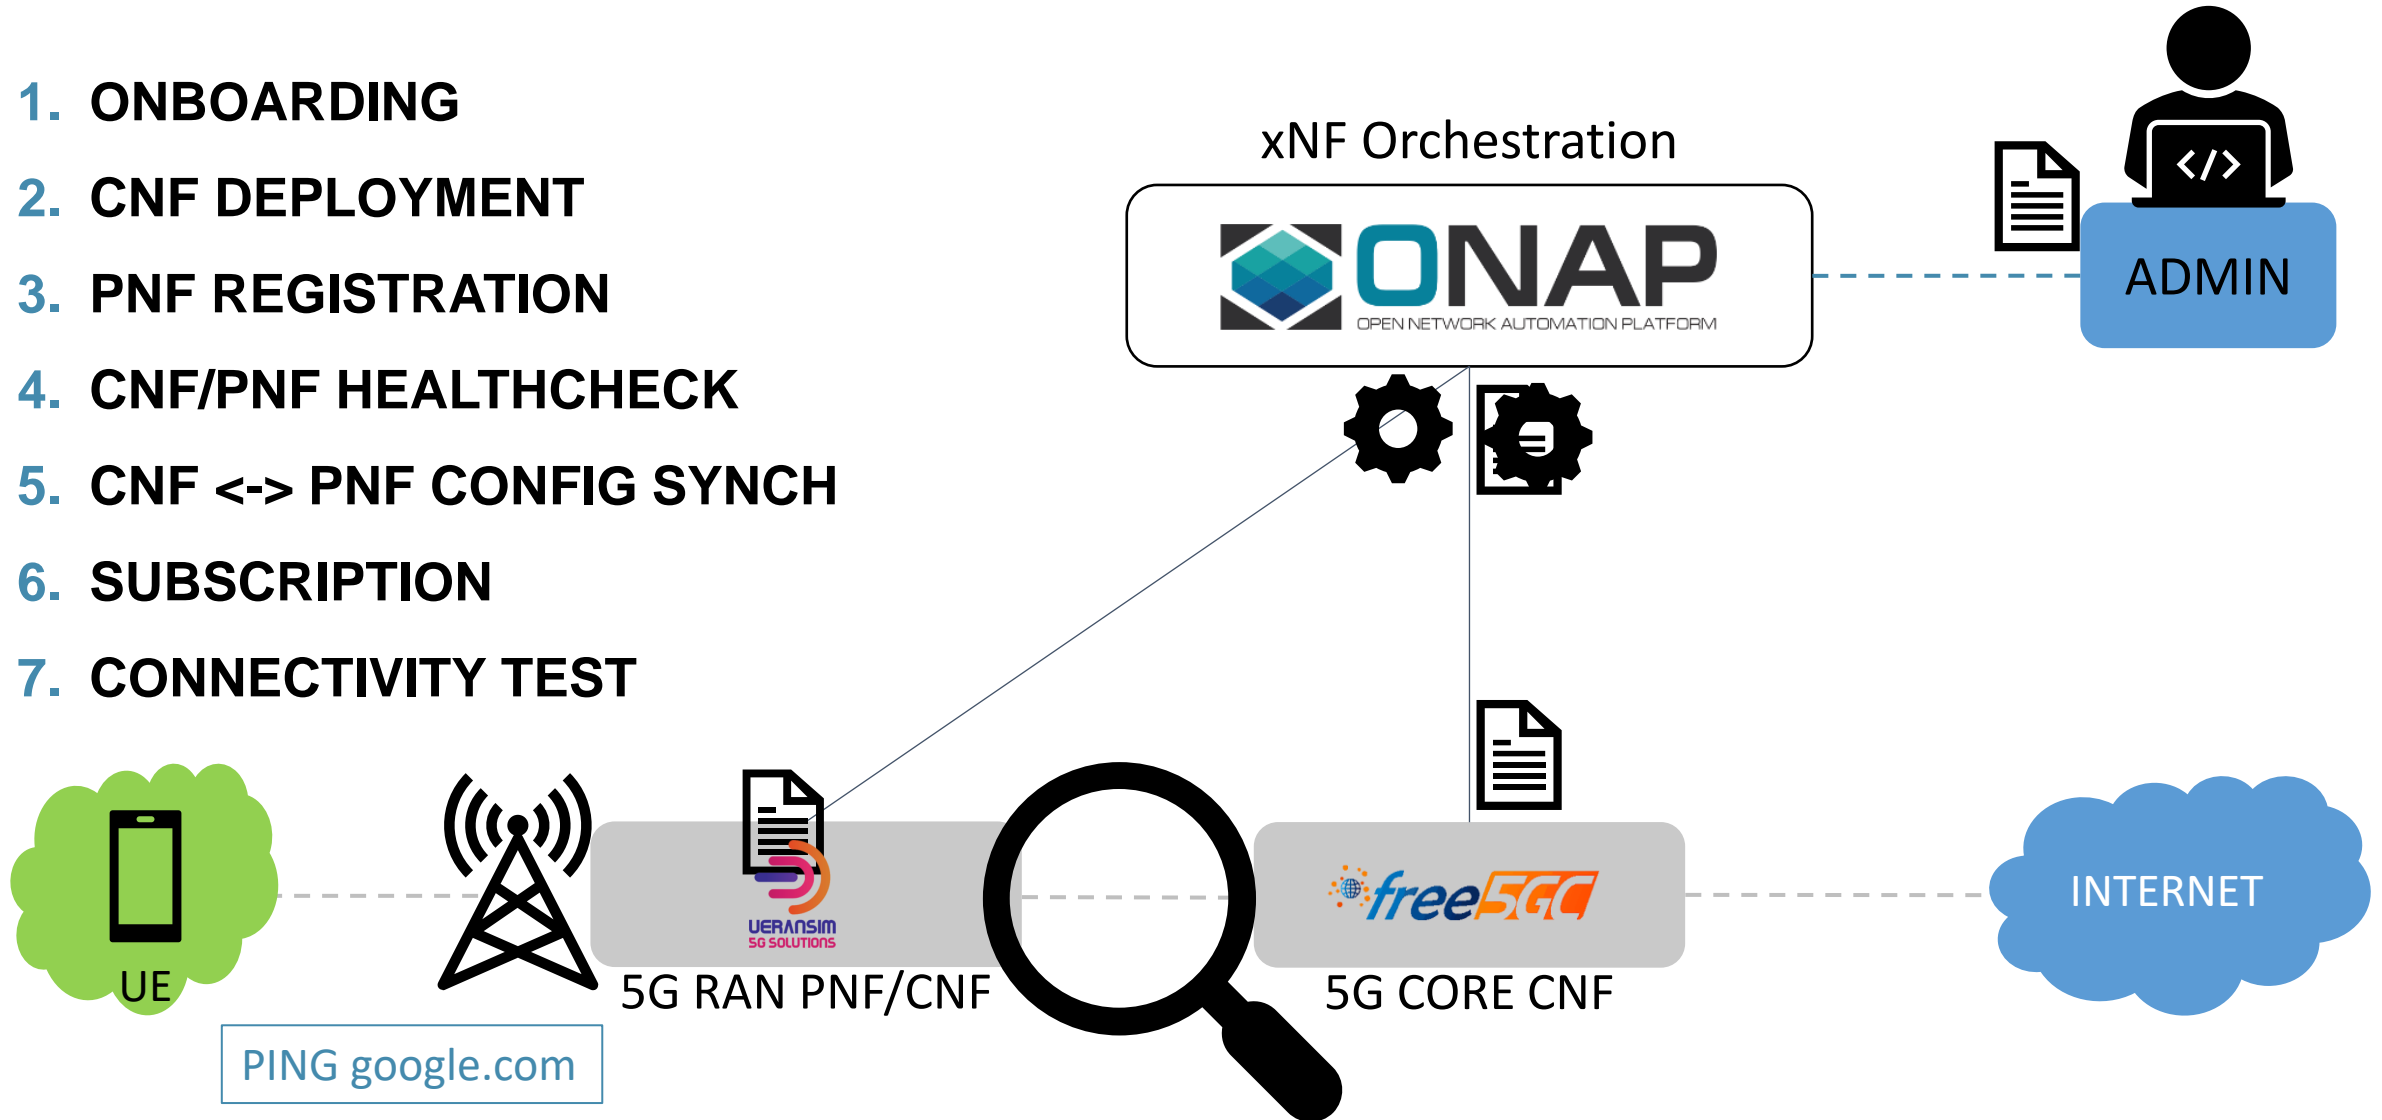 1. ONBOARDING
2. CNF DEPLOYMENT
3. PNF REGISTRATION
4. CNF/PNF HEALTHCHECK
5. CNF <-> PNF CONFIG SYNCH
6. SUBSCRIPTION
7. CONNECTIVITY TEST
xNF Orchestration
ONAP
OPEN NETWORK AUTOMATION PLATFORM
</>
ADMIN
UE
UERANSIM
5G SOLUTIONS
5G RAN PNF/CNF
free5GC
5G CORE CNF
INTERNET
PING google.com